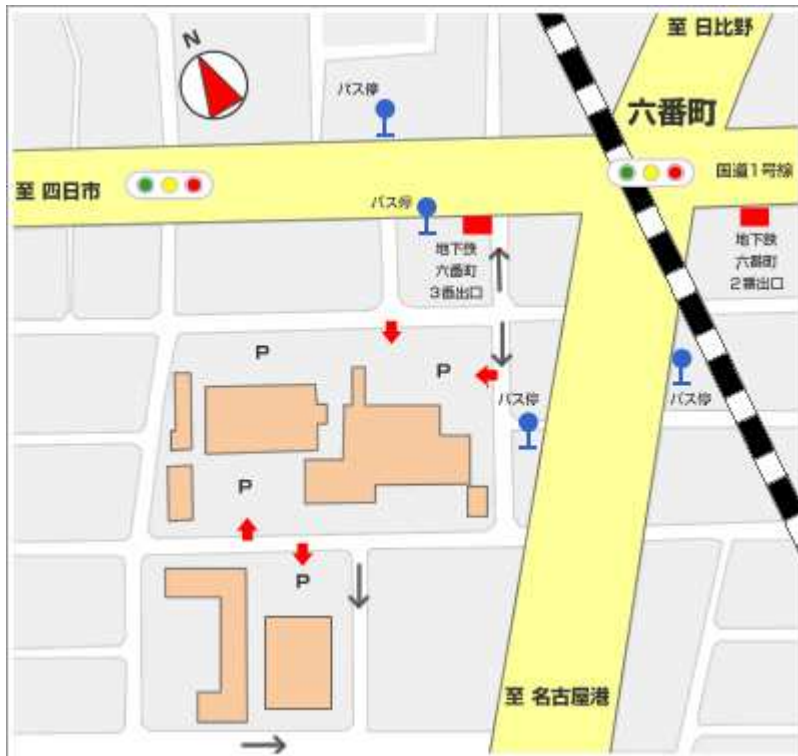 至 日比野
N
バス停
六番町
国道1号線
至 四日市
バス停
地下鉄
六番町
3番出口
地下鉄
六番町
2番出口
P
P
バス停
バス停
P
P
至 名古屋港